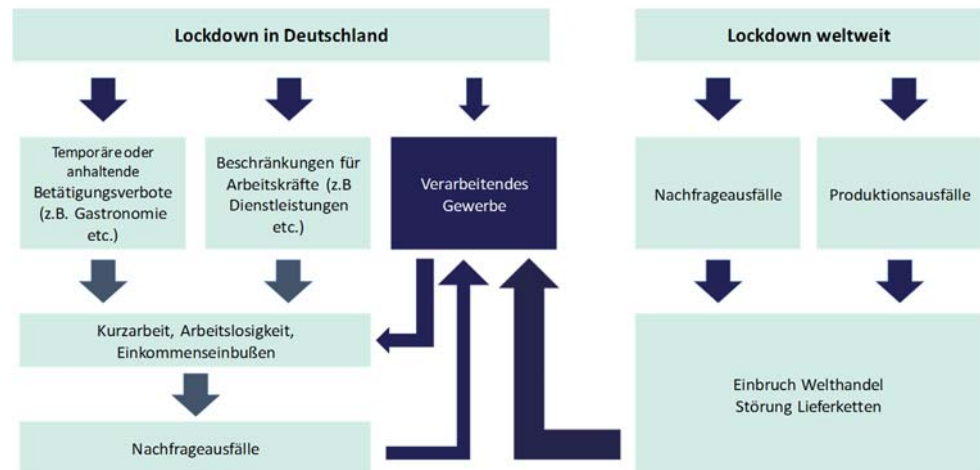 Lockdown in Deutschland
Lockdown weltweit
Temporäre oder
anhaltende
Betätigungsverbote
(z.B. Gastronomie
etc.)
Beschränkungen für
Arbeitskräfte (z.B
Dienstleistungen
etc.)
Verarbeitendes
Gewerbe
Nachfrageausfälle
Produktionsausfälle
Kurzarbeit, Arbeitslosigkeit,
Einkommenseinbußen
Einbruch Welthandel
Störung Lieferketten
Nachfrageausfälle